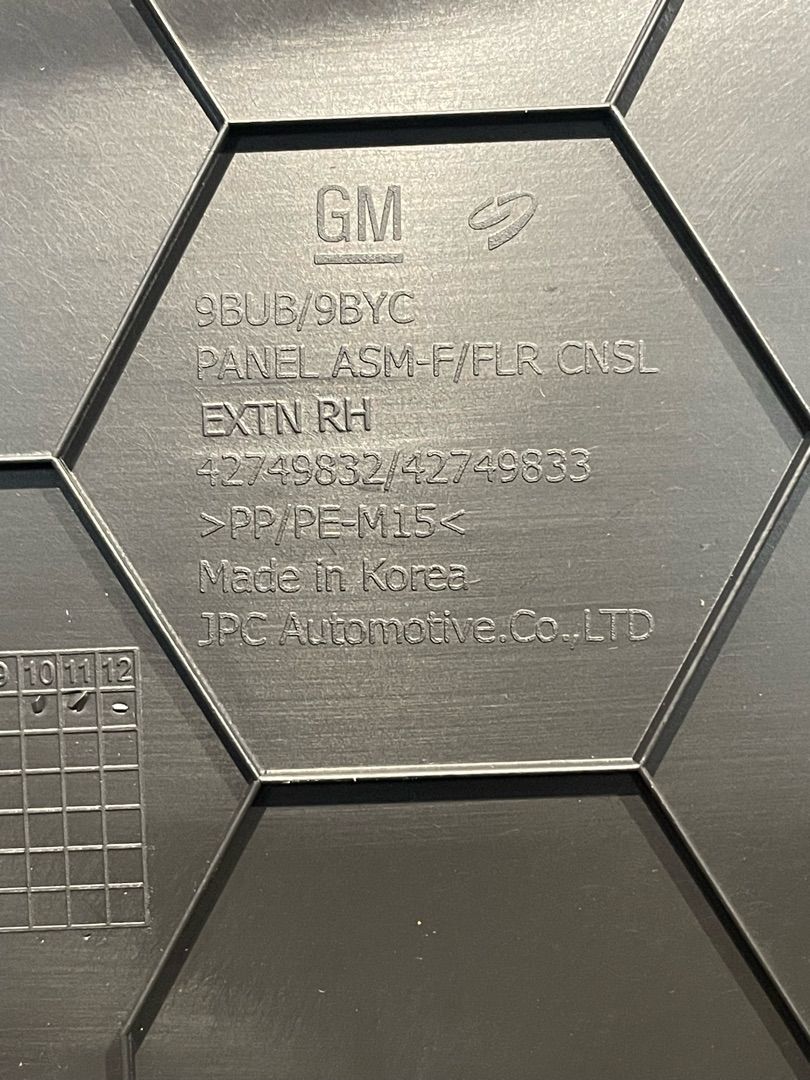 GM
9BUB/9BYC
PANEL ASM-F/FLR CNSL
EXTN RH
42749832/42749833
>PP/PE-M15<
Made in Korea
JPC Automotive.Co.,LTD
9 10 11 12